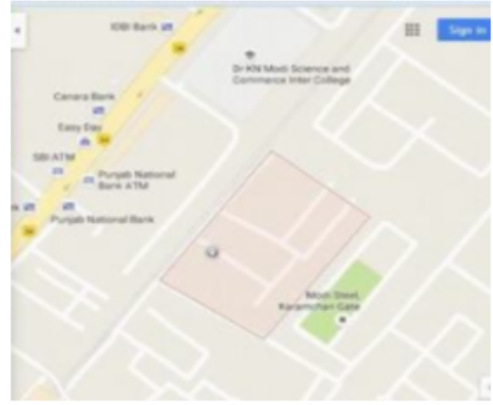 IDBI Bank
Sign in
Dr KN Modi Science and
Commerce Inter College
Canara Bank
Easy Day
SBI ATM
Punjab National
Bank ATM
Punjab National Bank
Modi Steel,
Karamchari Gate